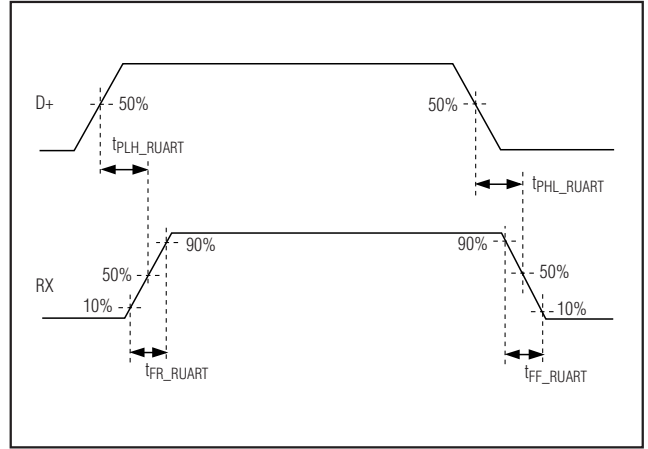 D+
50%
50%
tPLH_RUART
tPHL_RUART
RX
90%
90%
50%
50%
10%
10%
tFR_RUART
tFF_RUART